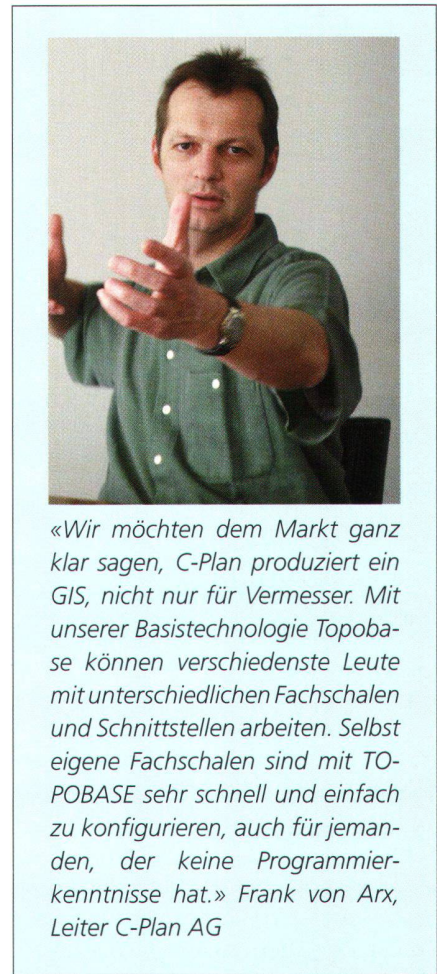 «Wir möchten dem Markt ganz
klar sagen, C-Plan produziert ein
GIS, nicht nur für Vermesser. Mit
unserer Basistechnologie Topoba-
se können verschiedenste Leute
mit unterschiedlichen Fachschalen
und Schnittstellen arbeiten. Selbst
eigene Fachschalen sind mit TO-
POBASE sehr schnell und einfach
zu konfigurieren, auch für jeman-
den, der keine Programmier-
kenntnisse hat.» Frank von Arx,
Leiter C-Plan AG